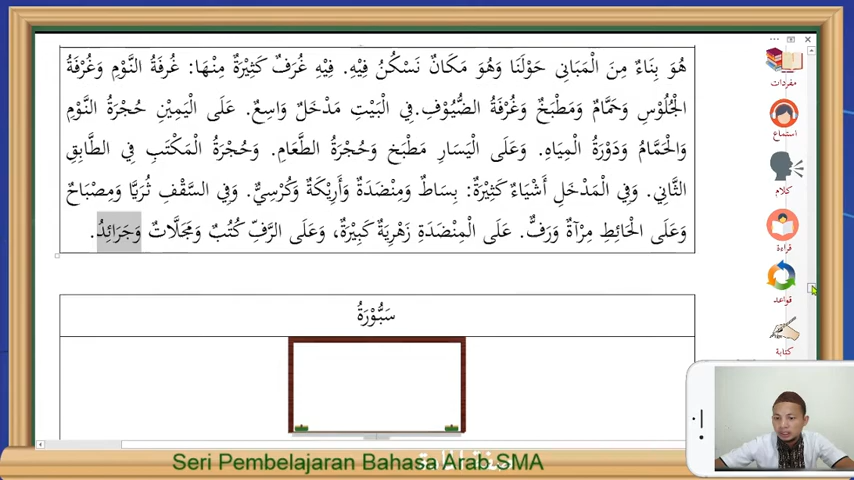 هُوَ بِنَاءٌ مِنَ الْمَبَانِى حَوْلَنَا وَهُوَ مَكَانٌ نَسْكُنُ فِيْهِ. فِيْهِ غُرَفٌ كَثِيْرَةٌ مِنْهَا: غُرفَةُ النَّوْمِ وَغُرْفَةُ
الْجُلُوْسِ وَحَمَّامٌ وَمَطْبَخٌ وَغُرْفَةُ الضُّيُوْفِ.فِي الْبَيْتِ مَدْخَلٌ وَاسِعٌ. عَلَى الْيَمِيْنِ حُجْرَةُ النَّوْمِ
وَالْحَمَّامُ وَدَوْرَةُ الْمِيَاهِ. وَعَلَى الْيَسَارِ مَطْبَخ وَحُجْرَةُ الطَّعَامِ. وَحُجْرَةُ الْمَكْتَبِ فِي الطَّابِقِ
الثَّانِي. وَفِي الْمَدْخَلِ أَشْيَاءُ كَثِيْرَةٌ: بِسَاطٌ وَمِنْضَدَةٌ وَأَرِيْكَةٌ وَكُرْسِيٌّ. وَفِي السَّقْفِ ثُرَيَّا وَمِصْبَاحٌ
وَعَلَى الْحَائِطِ مِرْآةٌ وَرَفٌّ. عَلَى الْمِنْضَدَةِ زَهْرِيَةٌ كَبِيْرَةٌ، وَعَلَى الرَّفِّ كُتُبٌ وَمَجَلَّاتٌ وَجَرَائِدُ.
سَبُّوْرَةُ
مفردات
استماع
كلام
قراءة
قواعد
كتابة
Seri Pembelajaran Bahasa Arab SMA